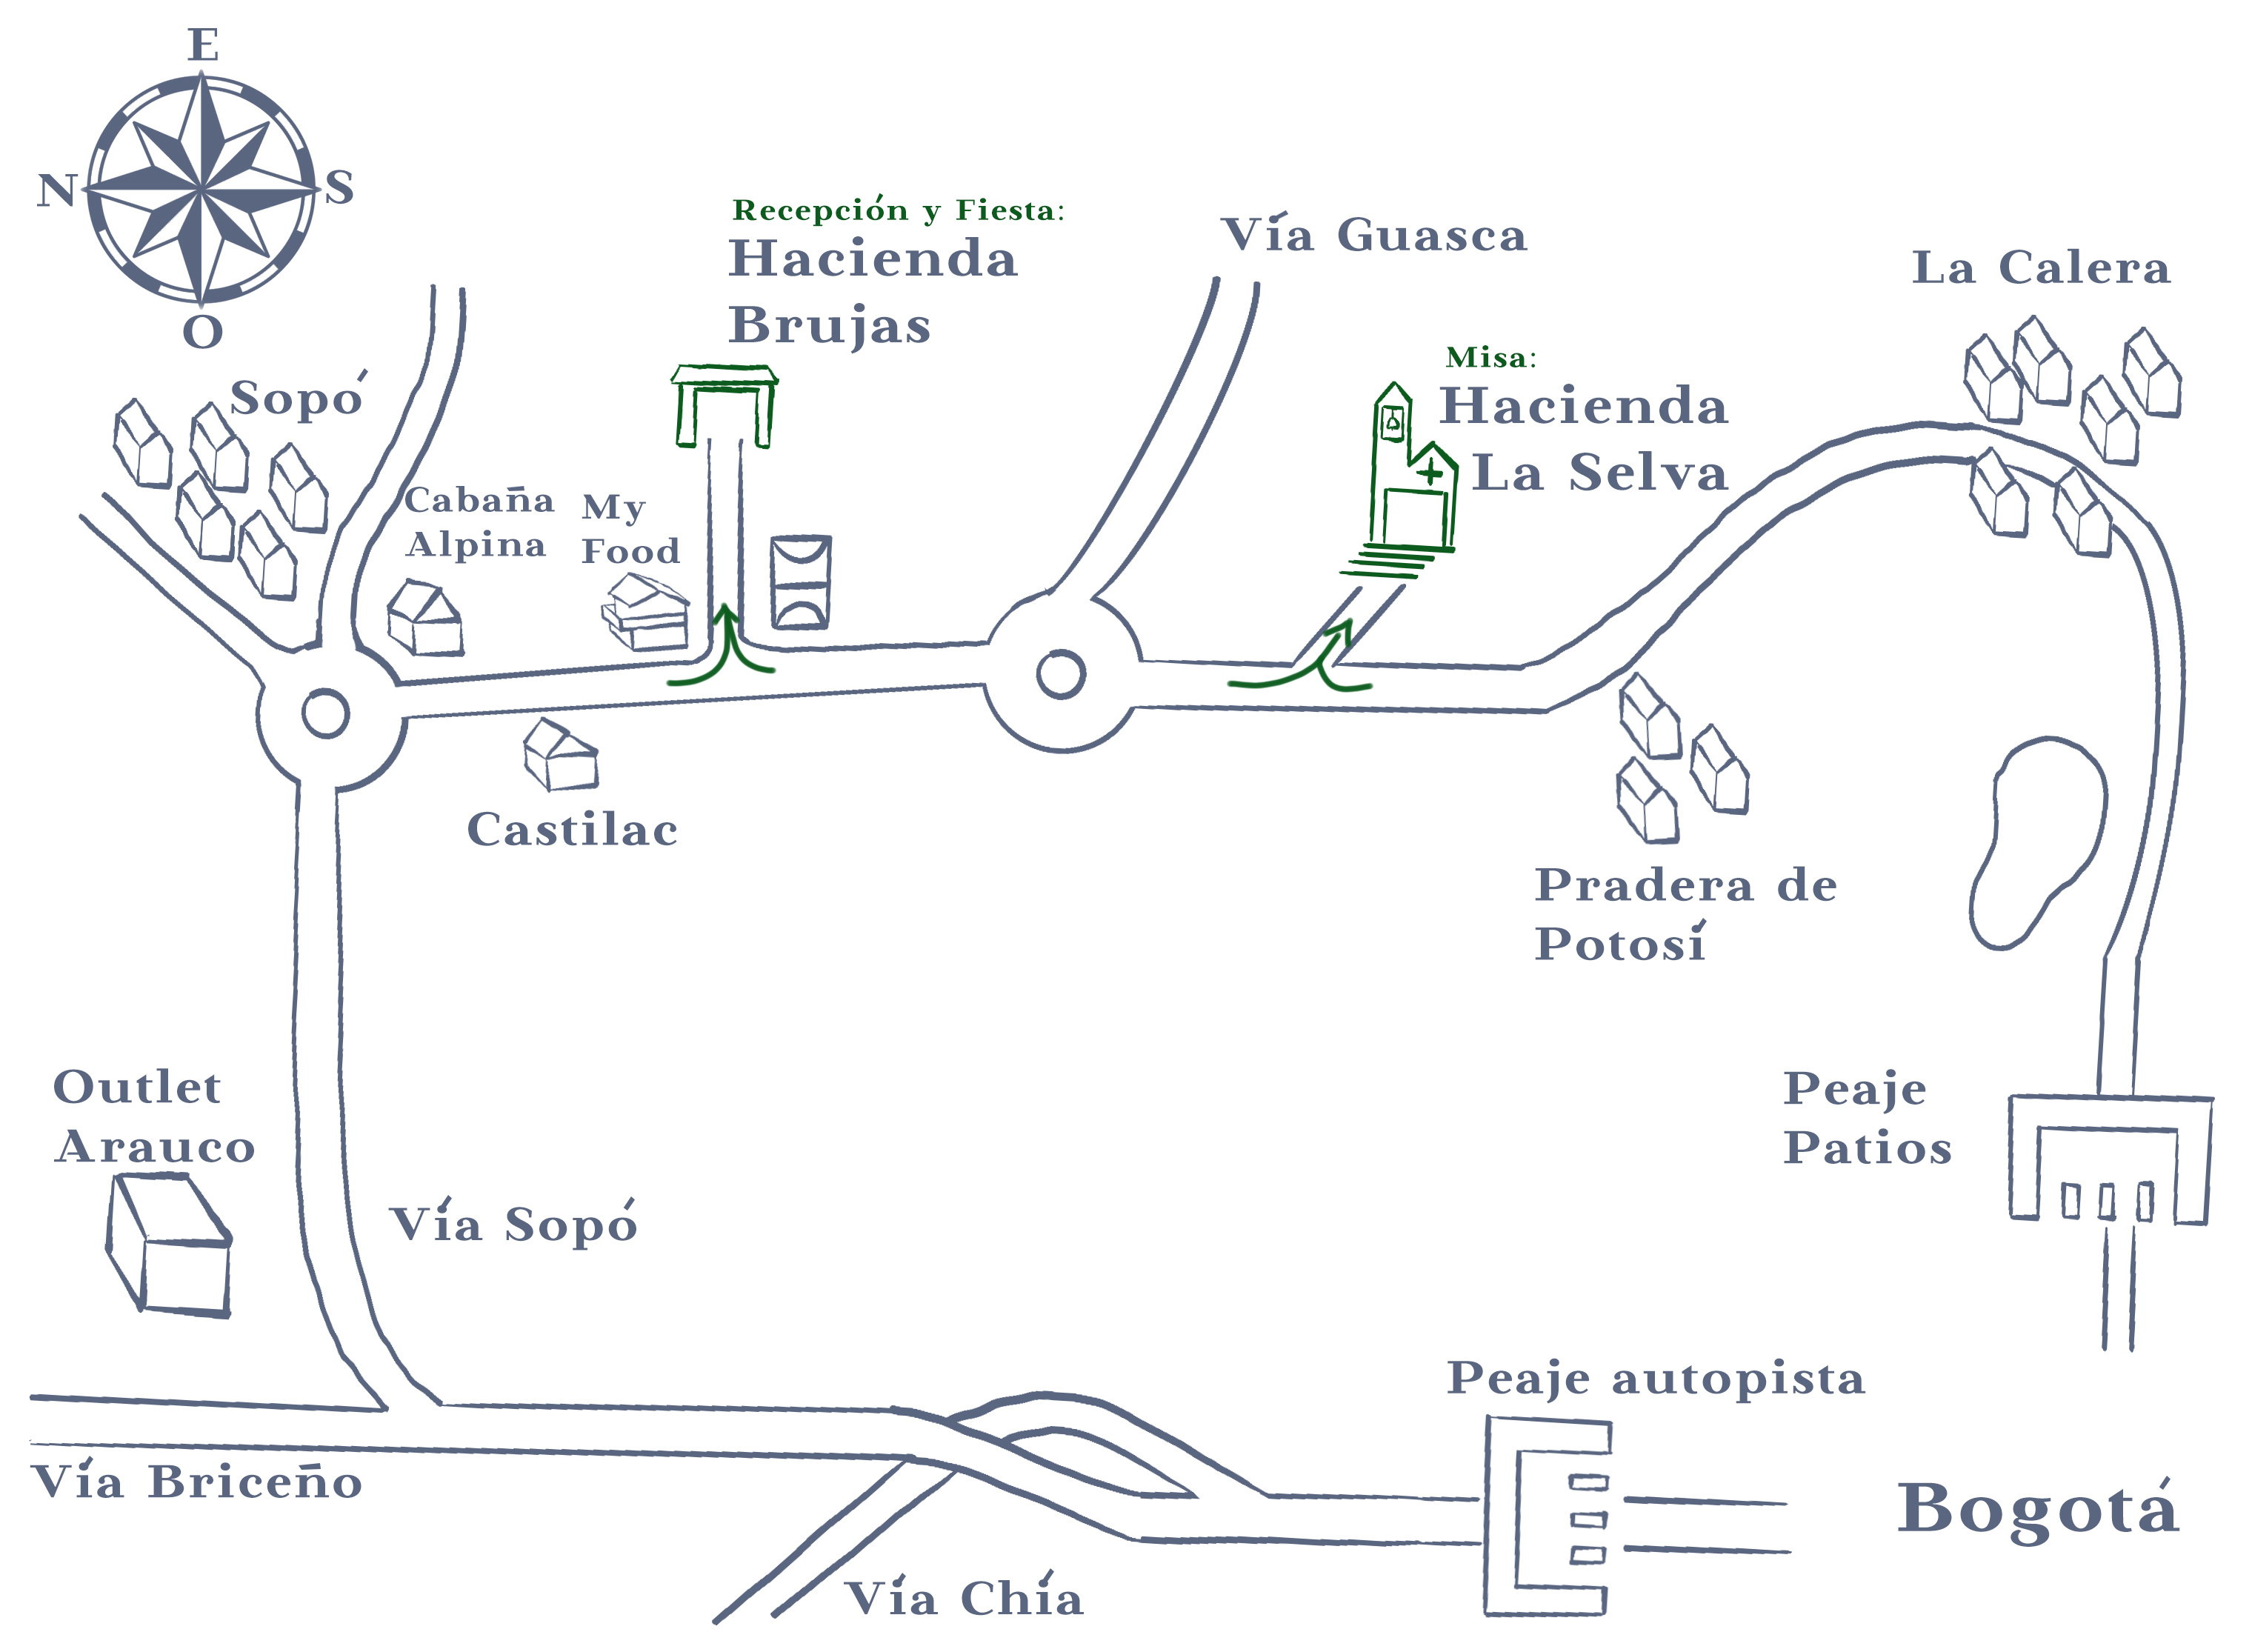 E
N
S
O
Recepción y Fiesta:
Hacienda
Brujas
Vía Guasca
La Calera
Misa:
Hacienda
La Selva
Sopó
Cabaña
Alpina
My
Food
Castilac
Pradera de
Potosí
Outlet
Arauco
Peaje
Patios
Vía Sopó
Peaje autopista
Vía Briceño
Bogotá
Vía Chía